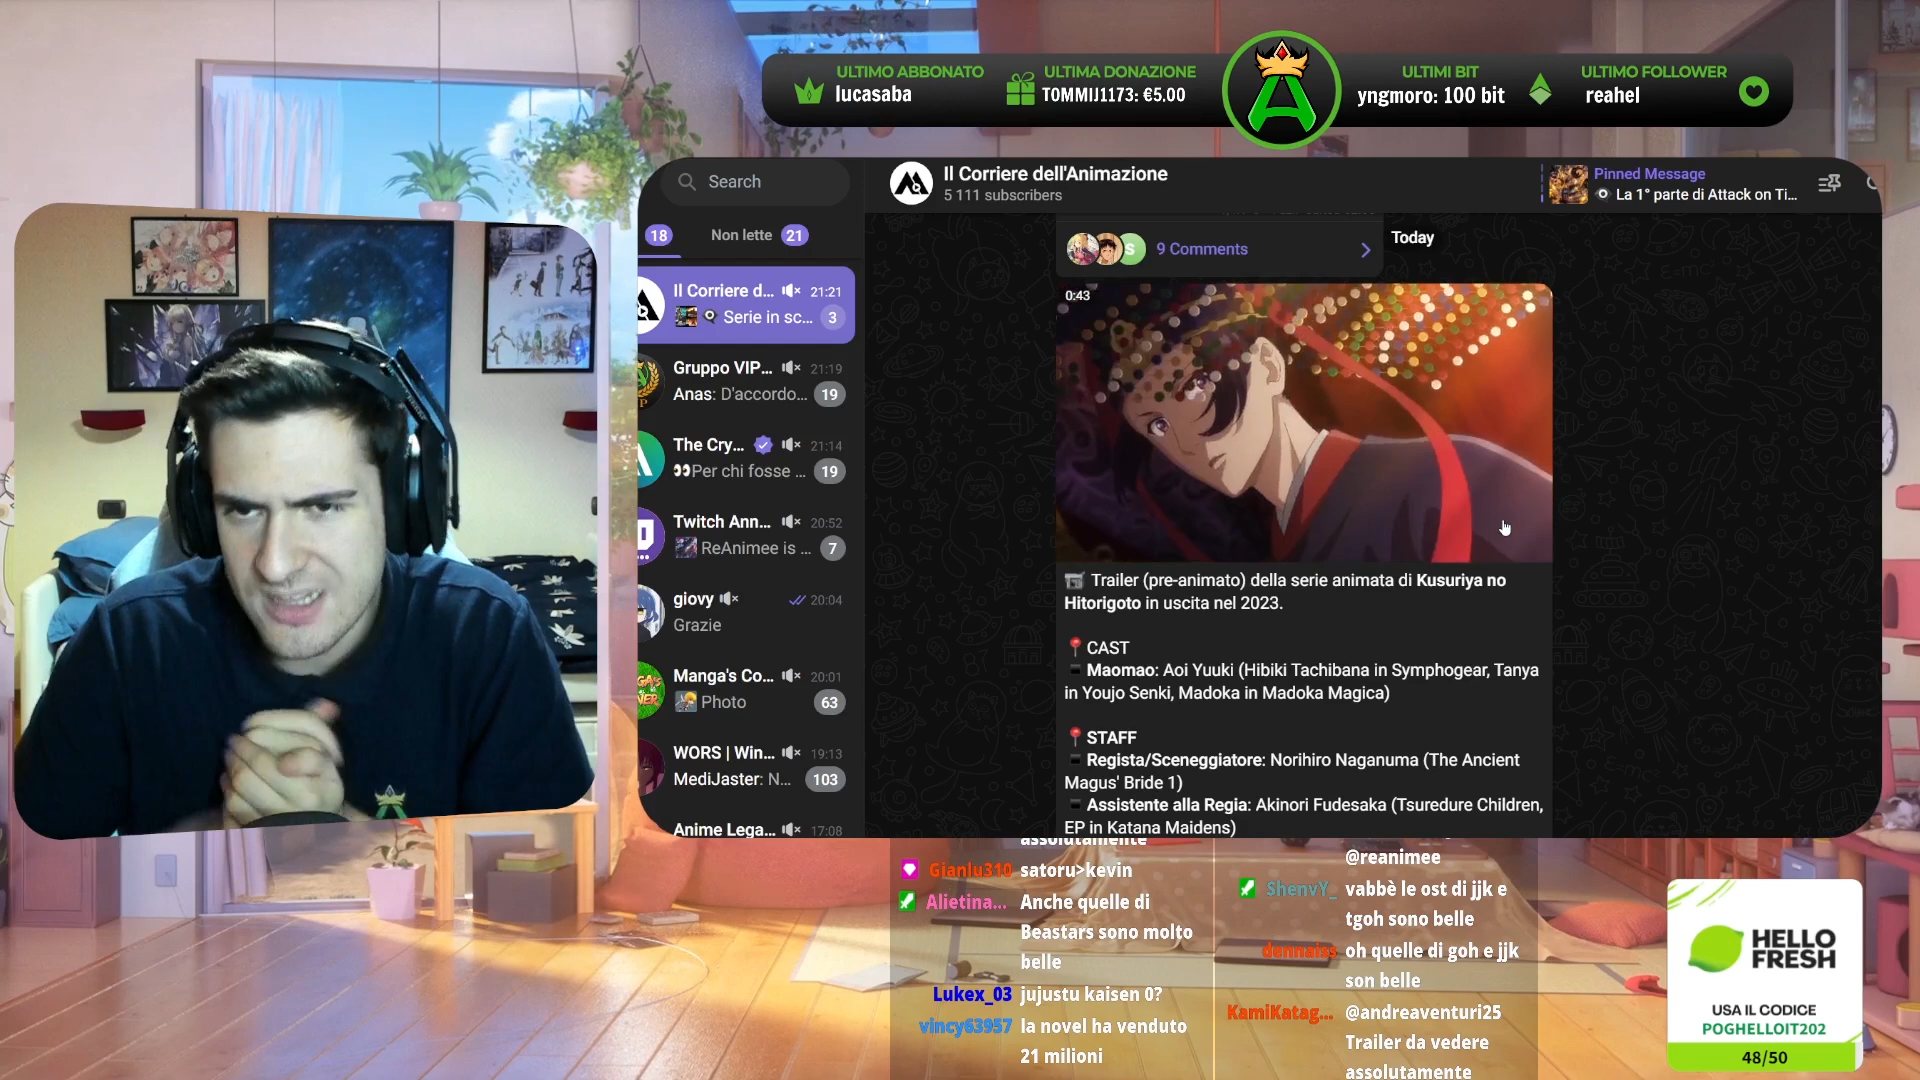 ULTIMO ABBONATO
lucasaba
ULTIMA DONAZIONE
T0MMIJ1173: €5.00
ULTIMI BIT
yngmoro: 100 bit
ULTIMO FOLLOWER
reahel
Search
18
Non lette 21
Il Corriere d... 21:21
Serie in sc... 3
Gruppo VIP... 21:19
Anas: D'accordo... 19
The Cry... 21:14
Per chi fosse ... 19
Twitch Ann... 20:52
ReAnimee is ... 7
giovy 20:04
Grazie
Manga's Co... 20:01
Photo 63
WORS | Win... 19:13
MediJaster: N... 103
Anime Lega... 17:08
Il Corriere dell'Animazione
5 111 subscribers
Pinned Message
La 1° parte di Attack on Ti...
S
9 Comments
Today
0:43
Trailer (pre-animato) della serie animata di Kusuriya no
Hitorigoto in uscita nel 2023.
CAST
Maomao: Aoi Yuuki (Hibiki Tachibana in Symphogear, Tanya
in Youjo Senki, Madoka in Madoka Magica)
STAFF
Regista/Sceneggiatore: Norihiro Naganuma (The Ancient
Magus' Bride 1)
Assistente alla Regia: Akinori Fudesaka (Tsuredure Children,
EP in Katana Maidens)
assolutamente
Gianlu310 satoru>kevin
Alietina... Anche quelle di
Beastars sono molto
belle
Lukex_03 jujustu kaisen 0?
vincy63957 la novel ha venduto
21 milioni
@reanimee
ShenvY_ vabbè le ost di jjk e
tgoh sono belle
dennaiss oh quelle di goh e jjk
son belle
KamiKatag... @andreaventuri25
Trailer da vedere
assolutamente
HELLO
FRESH
USA IL CODICE
POGHELLOIT202
48/50